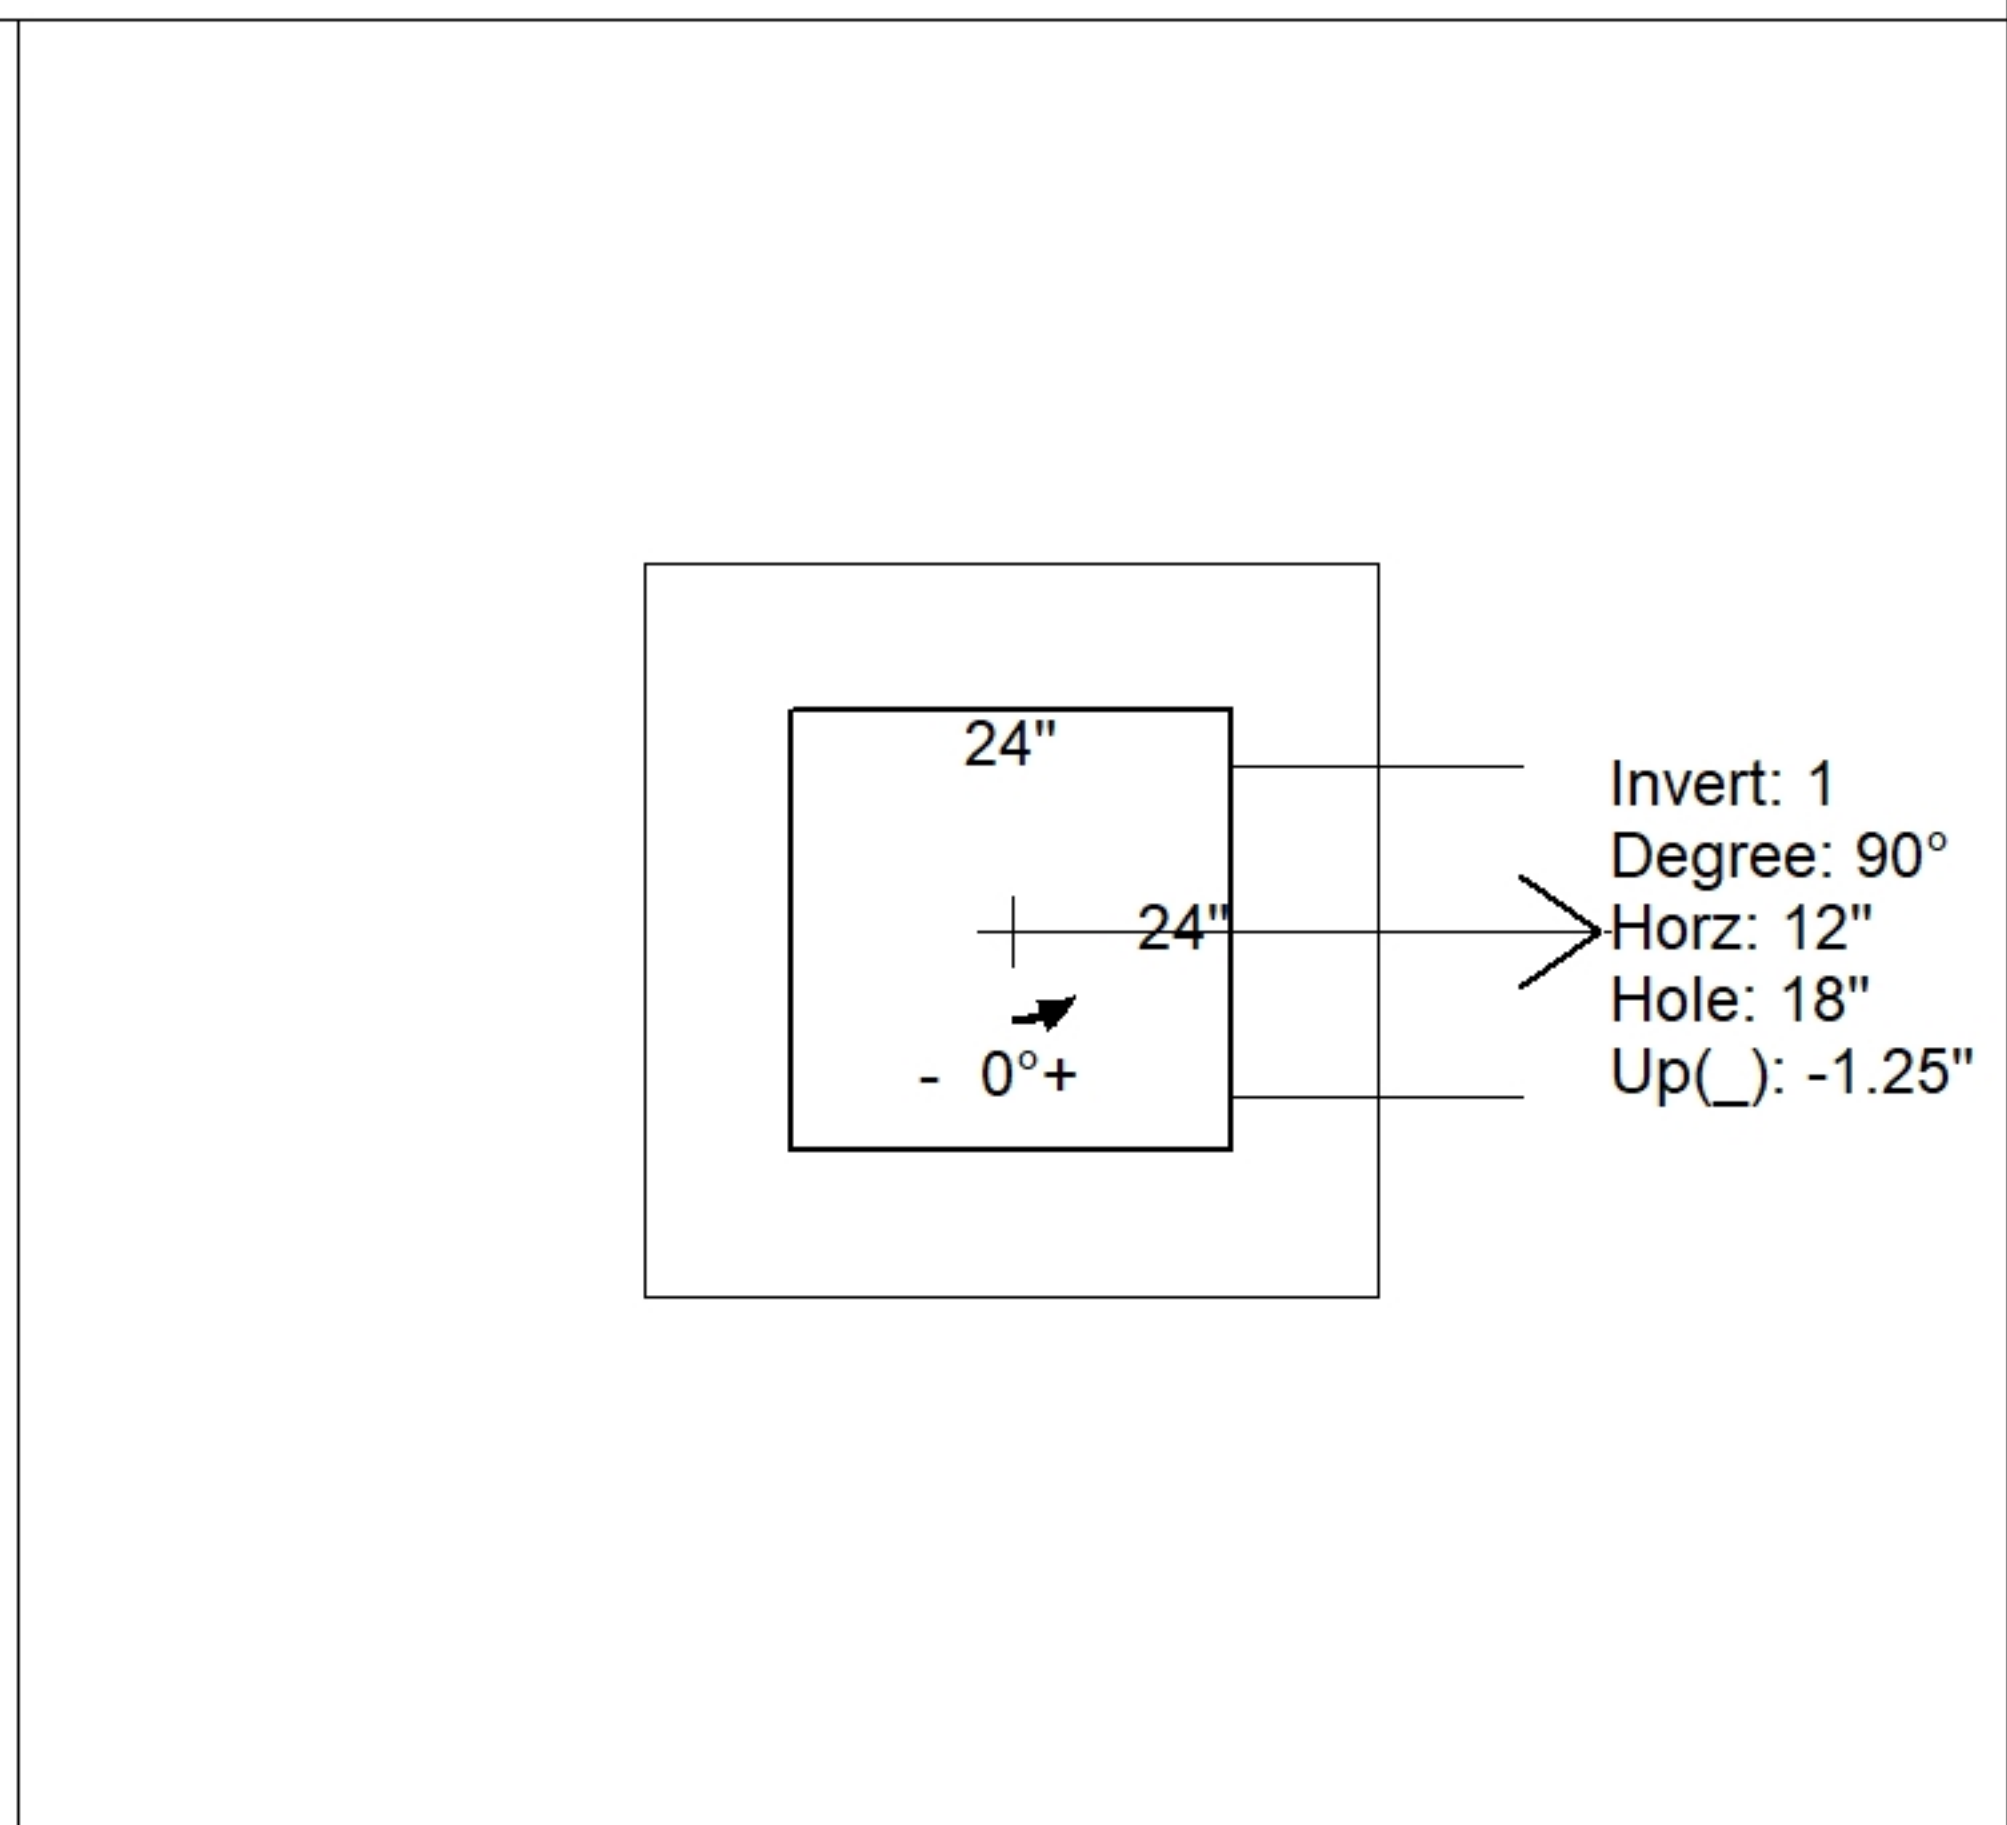 24"
24"
- 0°+
Invert: 1
Degree: 90°
Horz: 12"
Hole: 18"
Up(_): -1.25"